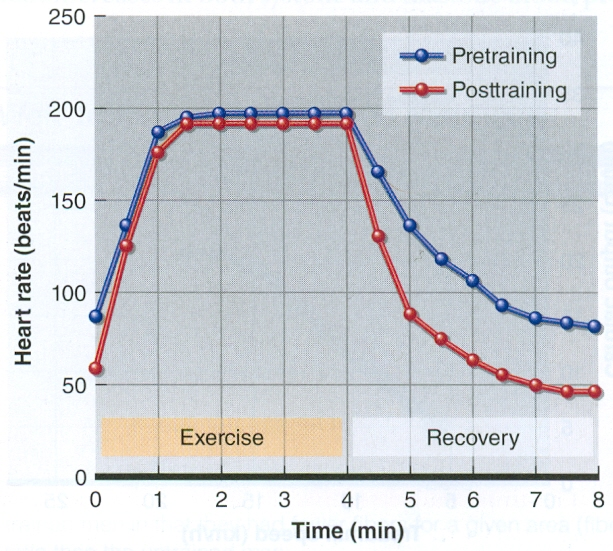 250
200
150
100
50
0
Heart rate (beats/min)
Pretraining
Posttraining
Exercise
Recovery
0 1 2 3 4 5 6 7 8
Time (min)